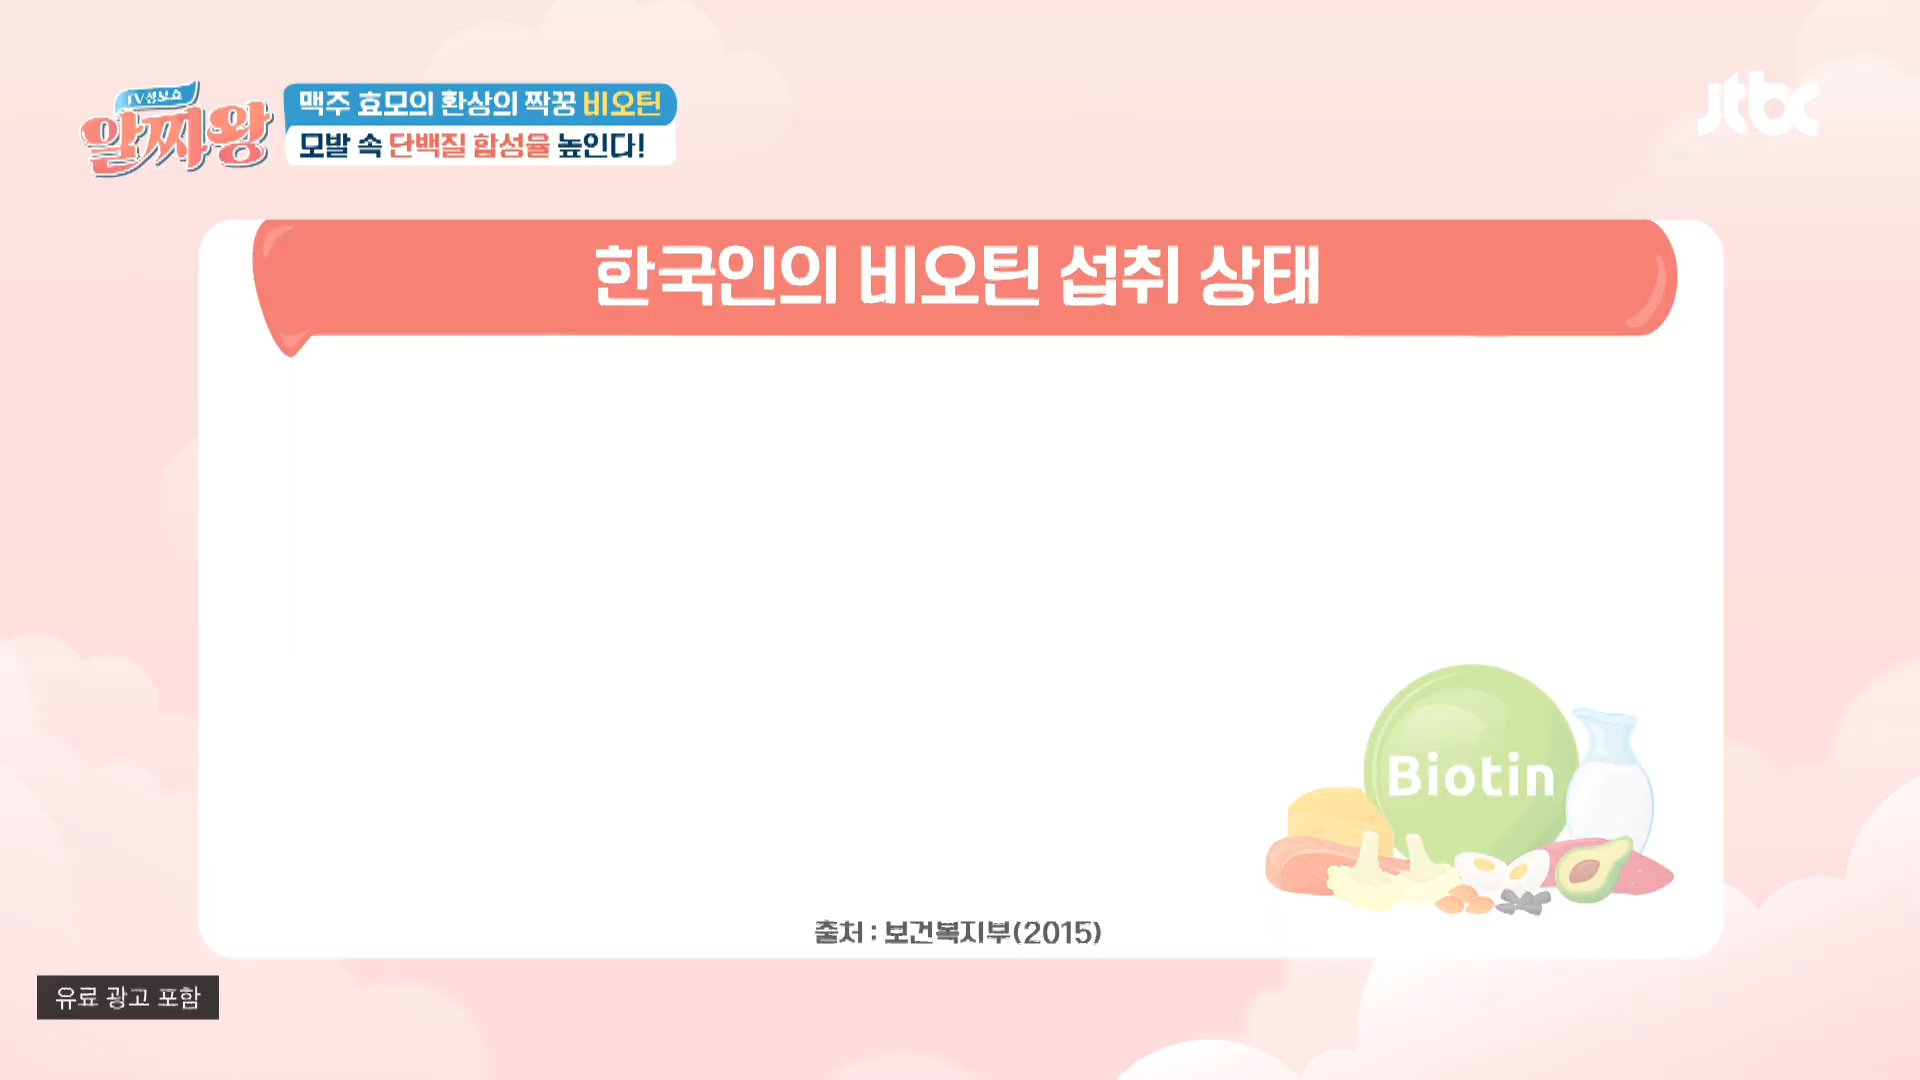 TV정보쇼
알짜왕
맥주 효모의 환상의 짝꿍 비오틴
모발 속 단백질 합성율 높인다!
jtbc
한국인의 비오틴 섭취 상태
Biotin
출처 : 보건복지부(2015)
유료 광고 포함